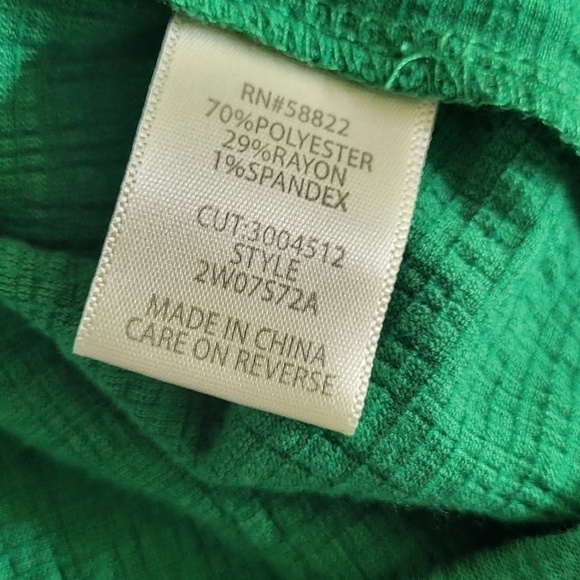 RN#58822
70%POLYESTER
29%RAYON
1%SPANDEX
CUT:3004512
STYLE
2W07S72A
MADE IN CHINA
CARE ON REVERSE